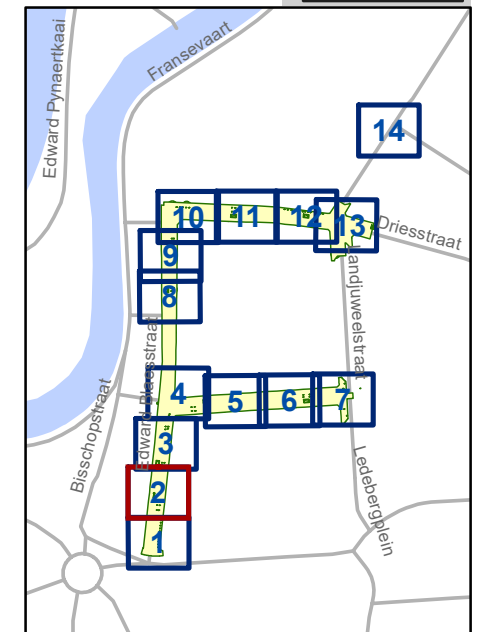 Edward Pynaertkaai
Fransevaart
14
10
11
12
13
Driesstraat
9
8
Landjuweelstraat
Edward Blaesstraat
Bisschopstraat
4
5
6
7
3
Ledebergplein
2
1